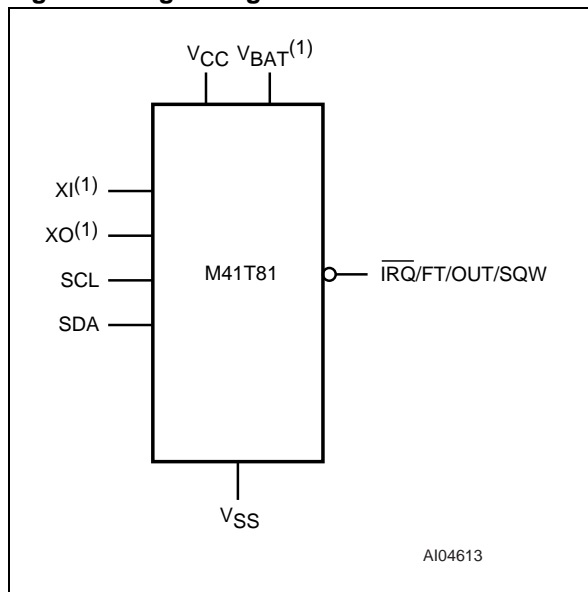 VCC VBAT(1)
XI(1)
XO(1)
SCL
SDA
M41T81
IRQ/FT/OUT/SQW
VSS
AI04613